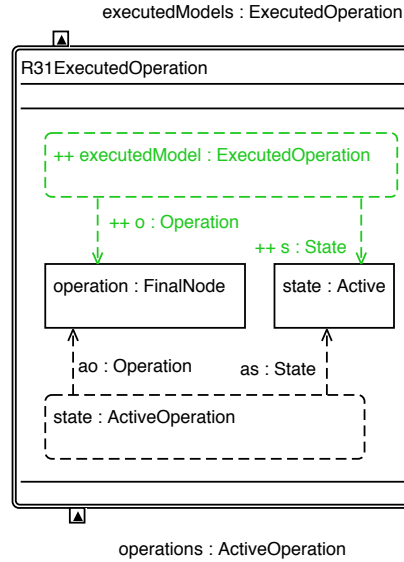 executedModels : ExecutedOperation
R31ExecutedOperation
++ executedModel : ExecutedOperation
++ o : Operation
++ s : State
operation : FinalNode
state : Active
ao : Operation
as : State
state : ActiveOperation
operations : ActiveOperation